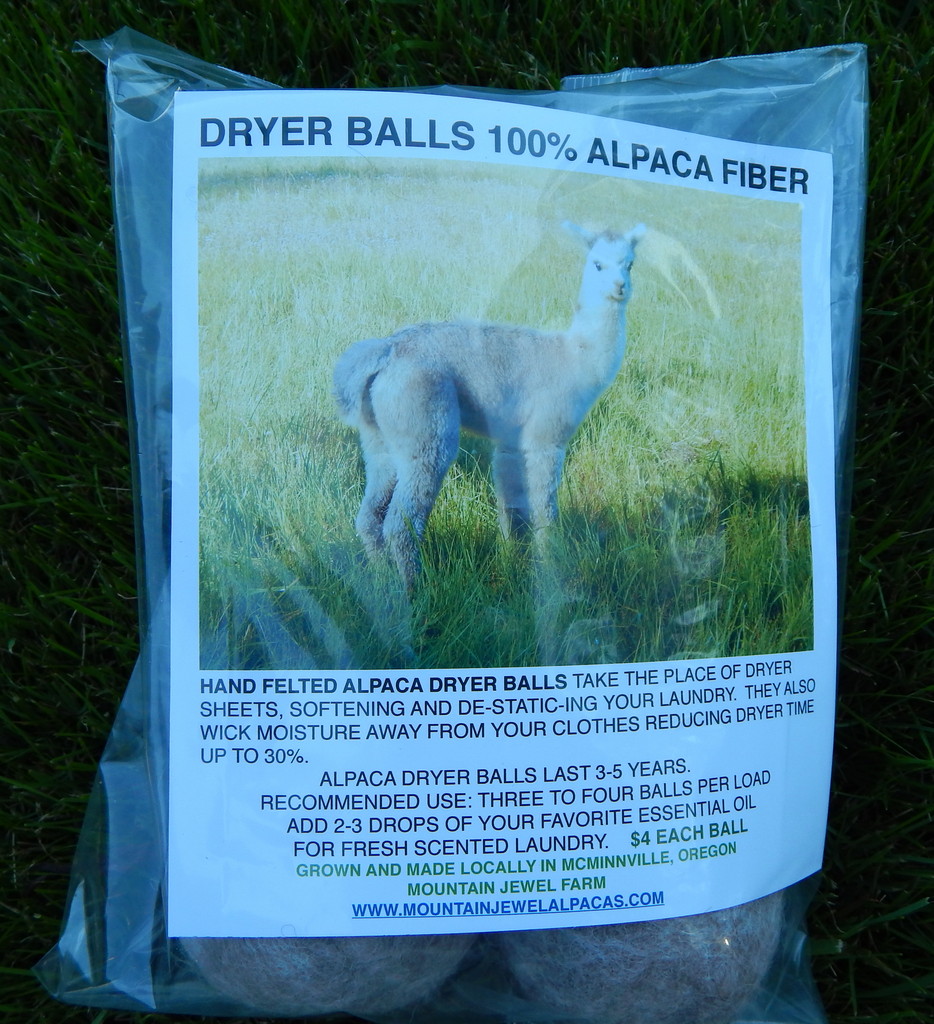 DRYER BALLS 100% ALPACA FIBER
HAND FELTED ALPACA DRYER BALLS TAKE THE PLACE OF DRYER
SHEETS, SOFTENING AND DE-STATIC-ING YOUR LAUNDRY. THEY ALSO
WICK MOISTURE AWAY FROM YOUR CLOTHES REDUCING DRYER TIME
UP TO 30%.
ALPACA DRYER BALLS LAST 3-5 YEARS.
RECOMMENDED USE: THREE TO FOUR BALLS PER LOAD
ADD 2-3 DROPS OF YOUR FAVORITE ESSENTIAL OIL
FOR FRESH SCENTED LAUNDRY. $4 EACH BALL
GROWN AND MADE LOCALLY IN MCMINNVILLE, OREGON
MOUNTAIN JEWEL FARM
WWW.MOUNTAINJEWELALPACAS.COM